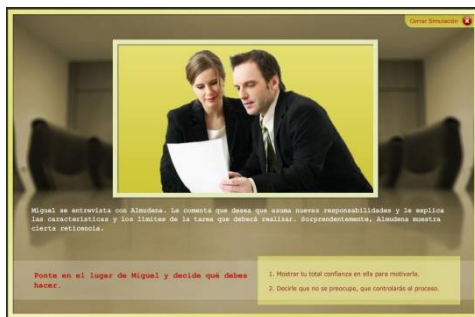 Cerrar Simulación
Miguel se entrevista con Almudena. Le comenta que desea que asuma nuevas responsabilidades y le explica
las características y los límites de la tarea que deberá realizar. Sorprendentemente, Almudena muestra
cierta reticencia.
Ponte en el lugar de Miguel y decide qué debes
hacer.
1. Mostrar tu total confianza en ella para motivarla.
2. Decirle que no se preocupe, que controlarás el proceso.